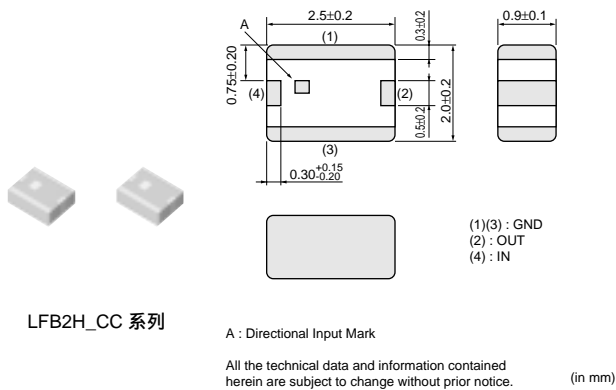 A
2.5±0.2
(1)
0.3±0.2
0.9±0.1
0.75±0.20
(4)
(2)
0.5±0.2
2.0±0.2
(3)
0.30+0.15-0.20
(1)(3) : GND
(2) : OUT
(4) : IN
LFB2H_CC 系列
A : Directional Input Mark
All the technical data and information contained
herein are subject to change without prior notice.
(in mm)